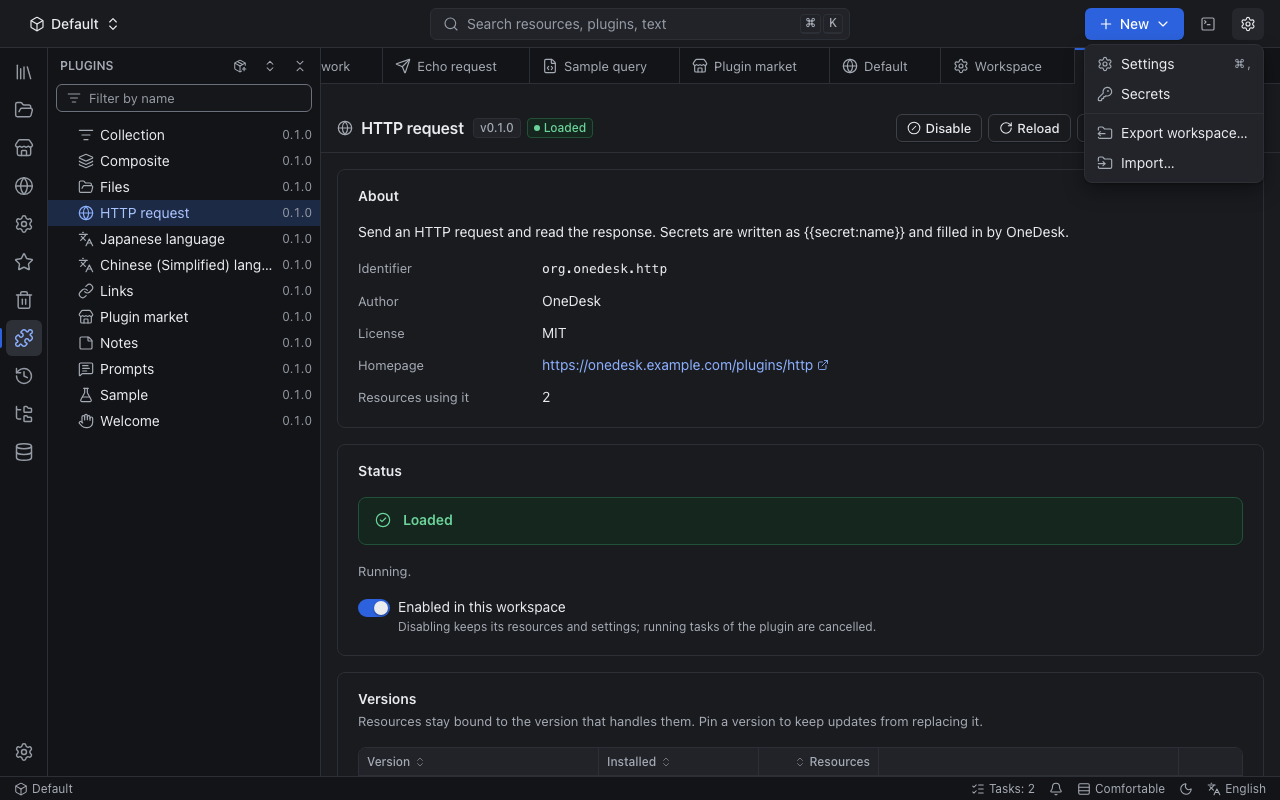 Default
Search resources, plugins, text
⌘ K
New
PLUGINS
work
Echo request
Sample query
Plugin market
Default
Workspace
Settings ⌘,
Secrets
Export workspace...
Import...
Filter by name
Collection 0.1.0
Composite 0.1.0
Files 0.1.0
HTTP request 0.1.0
Japanese language 0.1.0
Chinese (Simplified) lang... 0.1.0
Links 0.1.0
Plugin market 0.1.0
Notes 0.1.0
Prompts 0.1.0
Sample 0.1.0
Welcome 0.1.0
HTTP request v0.1.0 Loaded
Disable
Reload
About
Send an HTTP request and read the response. Secrets are written as {{secret:name}} and filled in by OneDesk.
Identifier org.onedesk.http
Author OneDesk
License MIT
Homepage https://onedesk.example.com/plugins/http
Resources using it 2
Status
Loaded
Running.
Enabled in this workspace
Disabling keeps its resources and settings; running tasks of the plugin are cancelled.
Versions
Resources stay bound to the version that handles them. Pin a version to keep updates from replacing it.
Version Installed Resources
Default
Tasks: 2
Comfortable
English